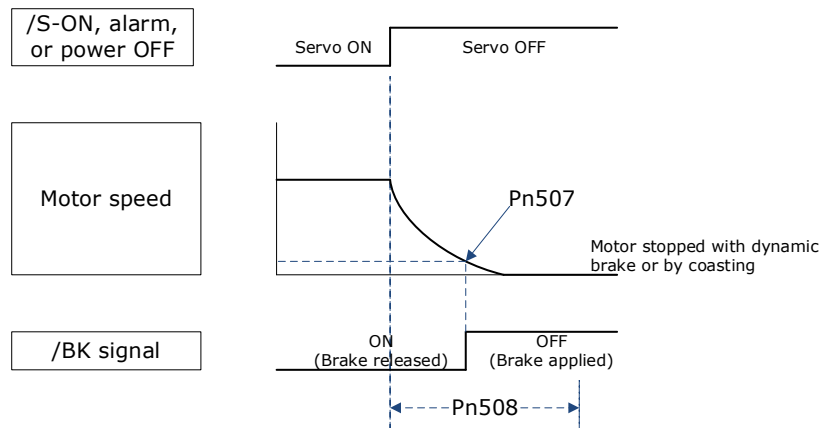 /S-ON, alarm,
or power OFF
Servo ON
Servo OFF
Motor speed
Pn507
Motor stopped with dynamic
brake or by coasting
/BK signal
ON
(Brake released)
OFF
(Brake applied)
Pn508